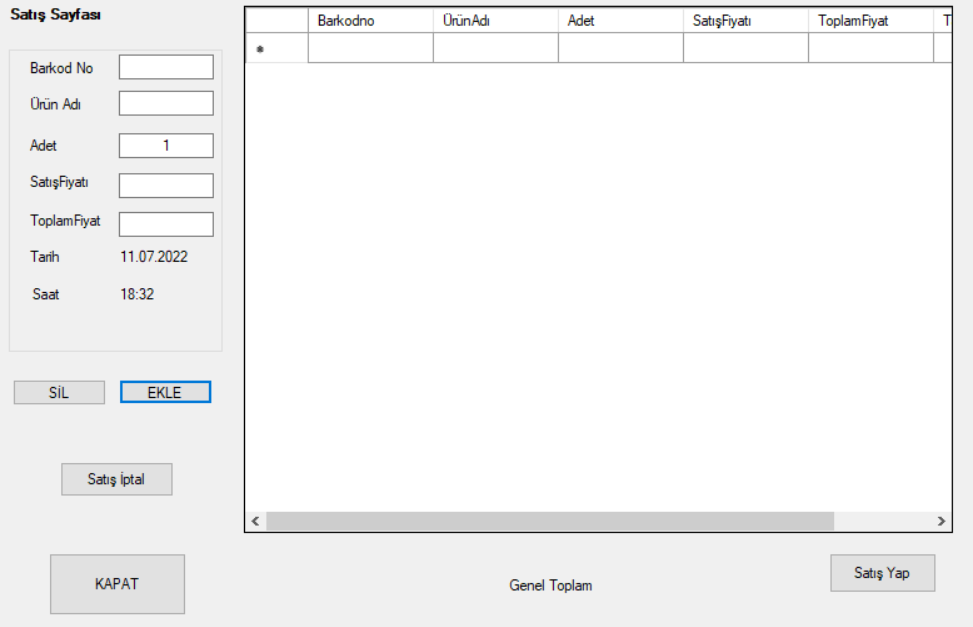 Satış Sayfası
Barkod No
Ürün Adı
Adet 1
SatışFiyatı
ToplamFiyat
Tarih 11.07.2022
Saat 18:32
SİL EKLE
Satış İptal
KAPAT
Barkodno ÜrünAdı Adet SatışFiyatı ToplamFiyat T
Genel Toplam
Satış Yap